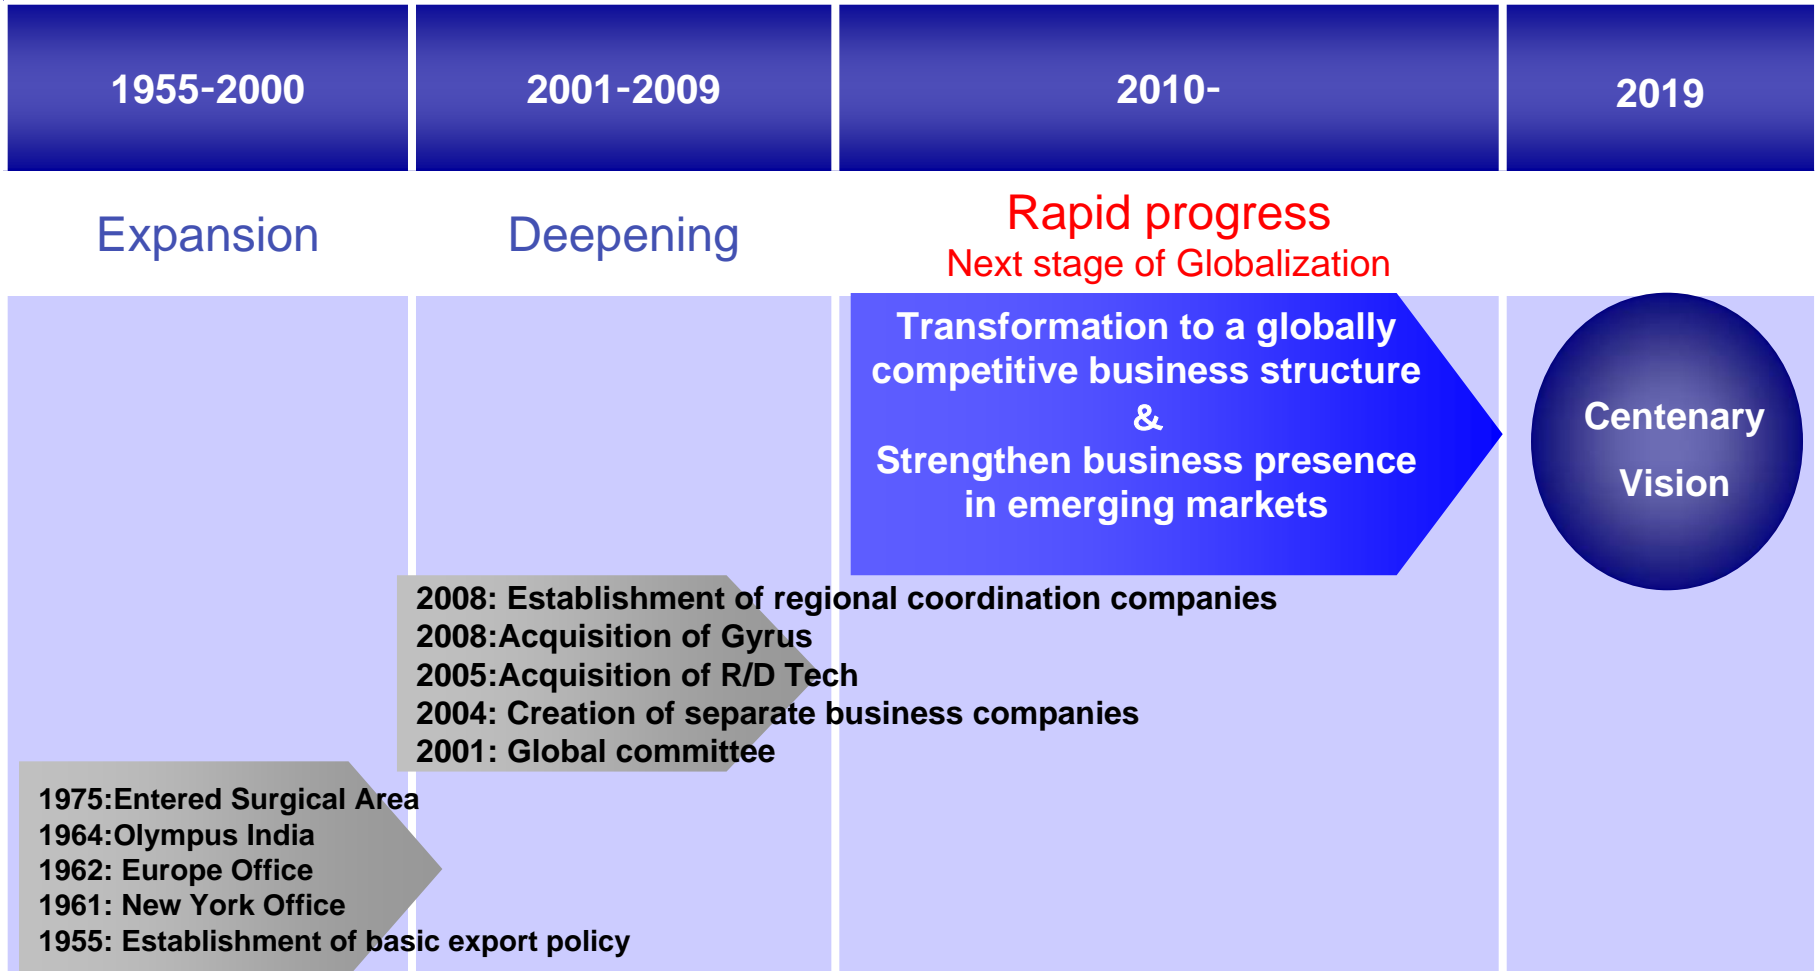 1955-2000
2001-2009
2010-
2019
Expansion
Deepening
Rapid progress
Next stage of Globalization
Transformation to a globally
competitive business structure
&
Strengthen business presence
in emerging markets
Centenary
Vision
2008: Establishment of regional coordination companies
2008:Acquisition of Gyrus
2005:Acquisition of R/D Tech
2004: Creation of separate business companies
2001: Global committee
1975:Entered Surgical Area
1964:Olympus India
1962: Europe Office
1961: New York Office
1955: Establishment of basic export policy